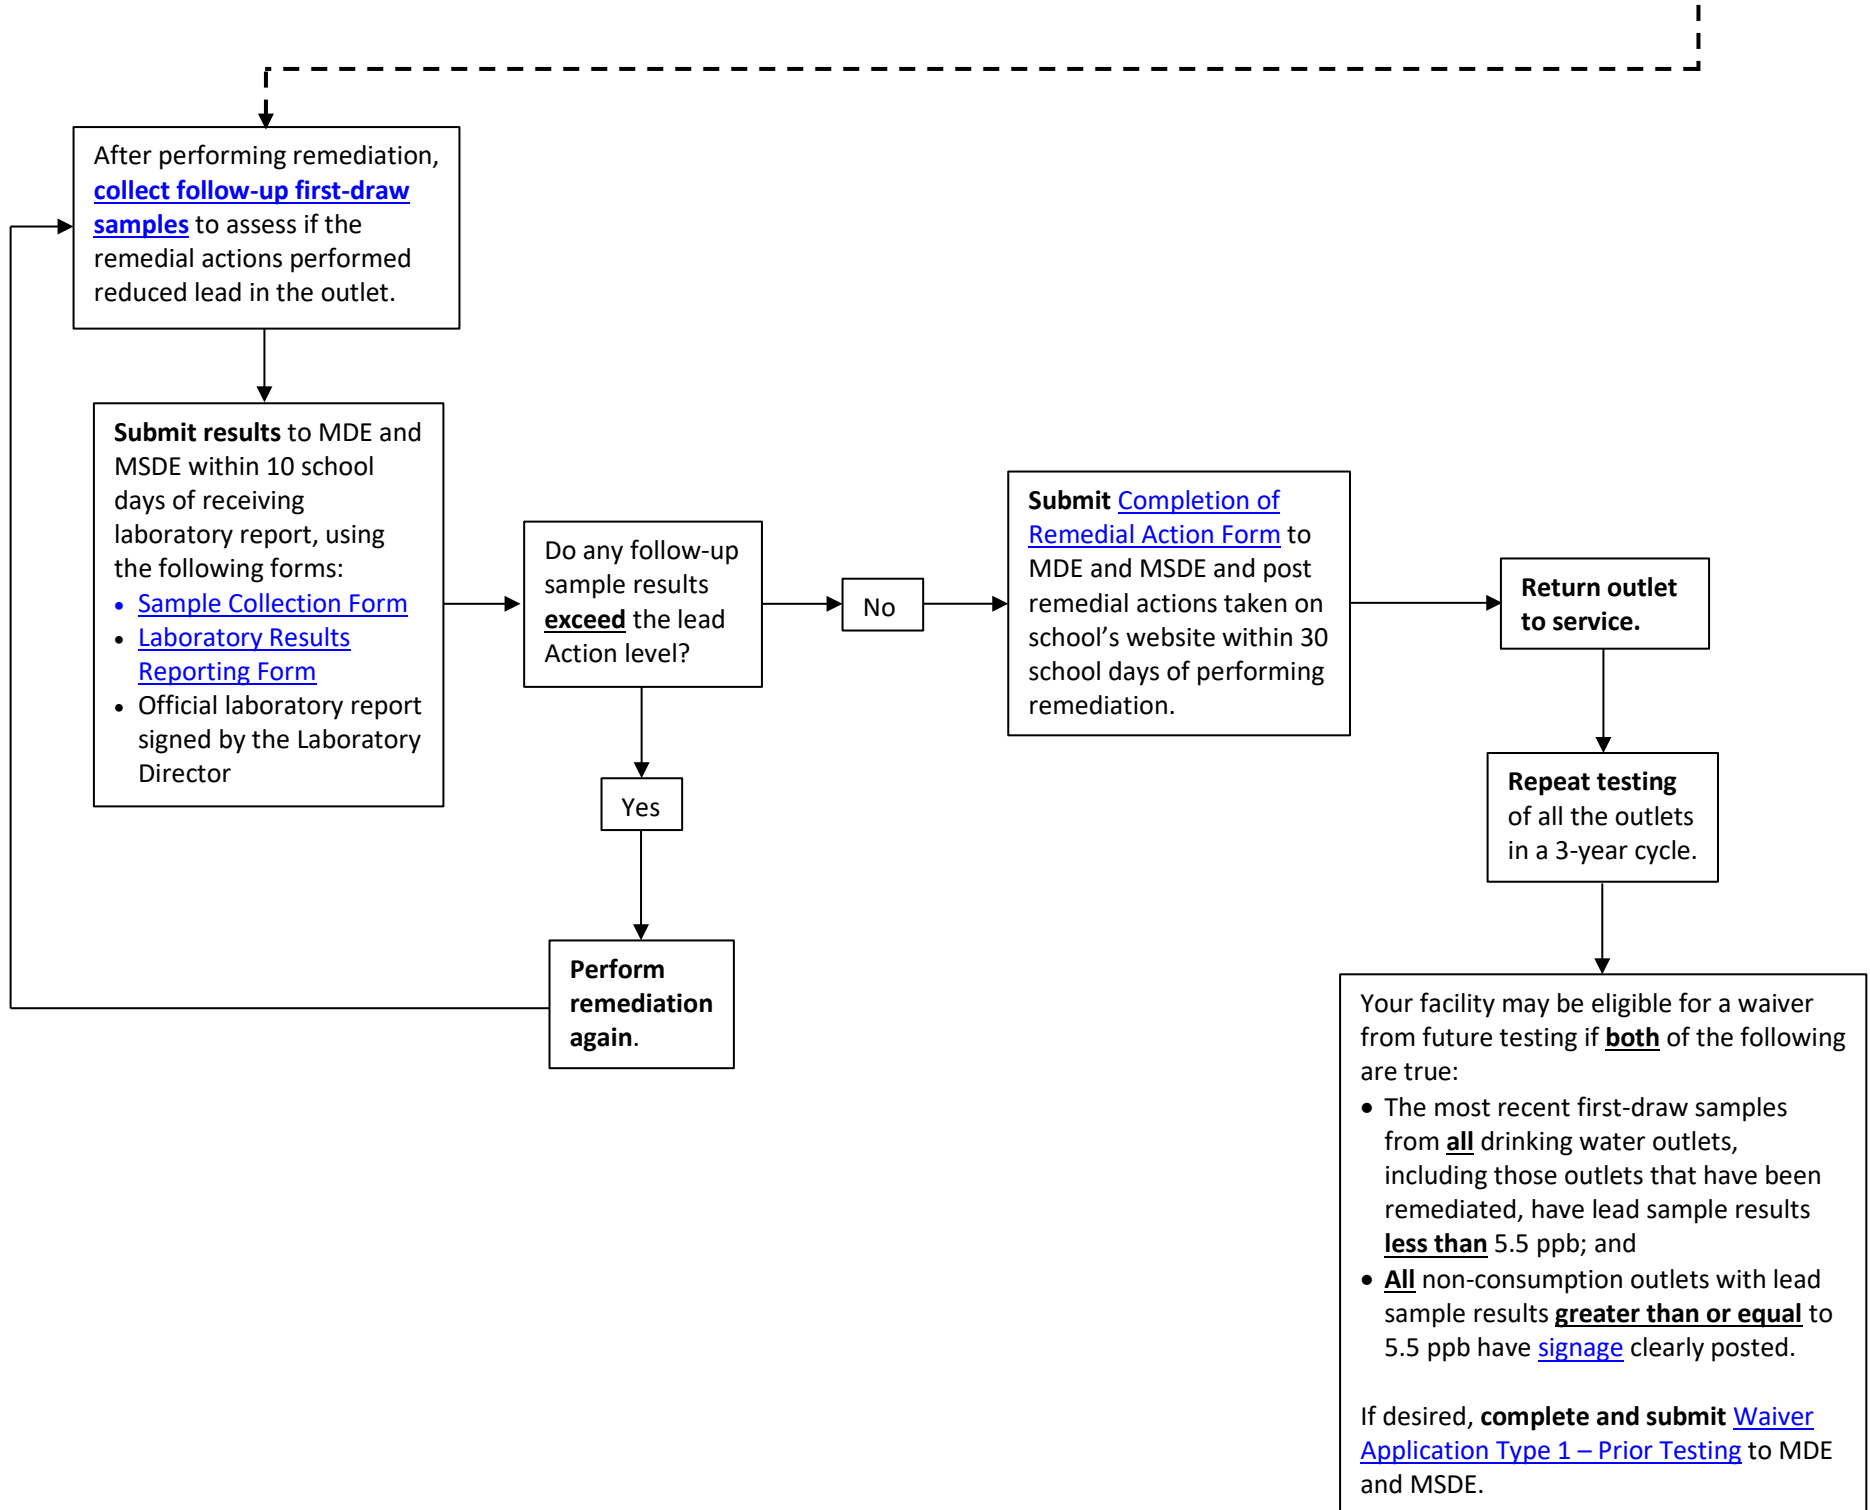 After performing remediation,
collect follow-up first-draw
samples to assess if the
remedial actions performed
reduced lead in the outlet.
Submit results to MDE and
MSDE within 10 school
days of receiving
laboratory report, using
the following forms:
• Sample Collection Form
• Laboratory Results
Reporting Form
• Official laboratory report
signed by the Laboratory
Director
Do any follow-up
sample results
exceed the lead
Action level?
No
Yes
Perform
remediation
again.
Submit Completion of
Remedial Action Form to
MDE and MSDE and post
remedial actions taken on
school’s website within 30
school days of performing
remediation.
Return outlet
to service.
Repeat testing
of all the outlets
in a 3-year cycle.
Your facility may be eligible for a waiver
from future testing if both of the following
are true:
• The most recent first-draw samples
from all drinking water outlets,
including those outlets that have been
remediated, have lead sample results
less than 5.5 ppb; and
• All non-consumption outlets with lead
sample results greater than or equal to
5.5 ppb have signage clearly posted.
If desired, complete and submit Waiver
Application Type 1 – Prior Testing to MDE
and MSDE.